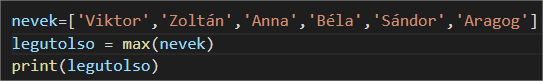 nevek=['Viktor','Zoltán','Anna','Béla','Sándor','Aragog']
legutolso = max(nevek)
print(legutolso)